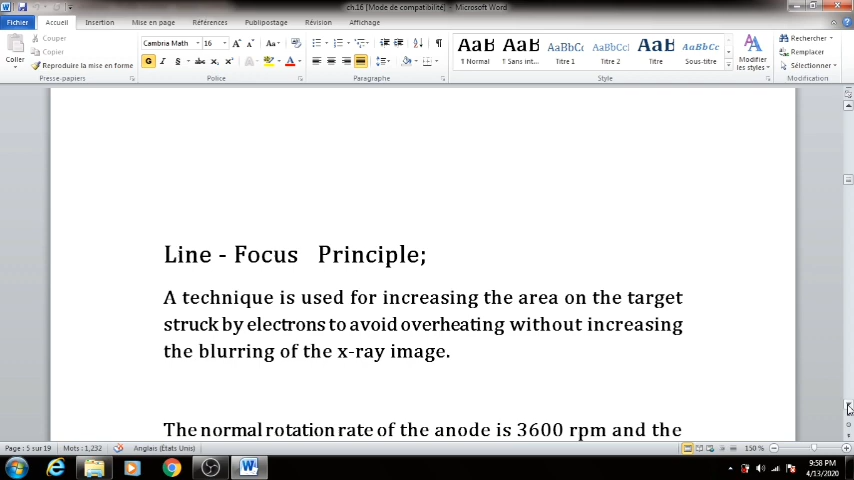 ch.16 [Mode de compatibilité] - Microsoft Word
Fichier Accueil Insertion Mise en page Références Publipostage Révision Affichage
Coller
Couper
Copier
Reproduire la mise en forme
Presse-papiers
Cambria Math 16
Police
Paragraphe
AaB AaB AaBbCc AaBbCcI AaB AaBbCc
¶ Normal ¶ Sans int... Titre 1 Titre 2 Titre Sous-titre
Style
Modifier les styles
Rechercher
Remplacer
Sélectionner
Modification
Line - Focus Principle;
A technique is used for increasing the area on the target
struck by electrons to avoid overheating without increasing
the blurring of the x-ray image.
The normal rotation rate of the anode is 3600 rpm and the
Page : 5 sur 19 Mots : 1,232 Anglais (États Unis) 150 %
9:58 PM
4/13/2020